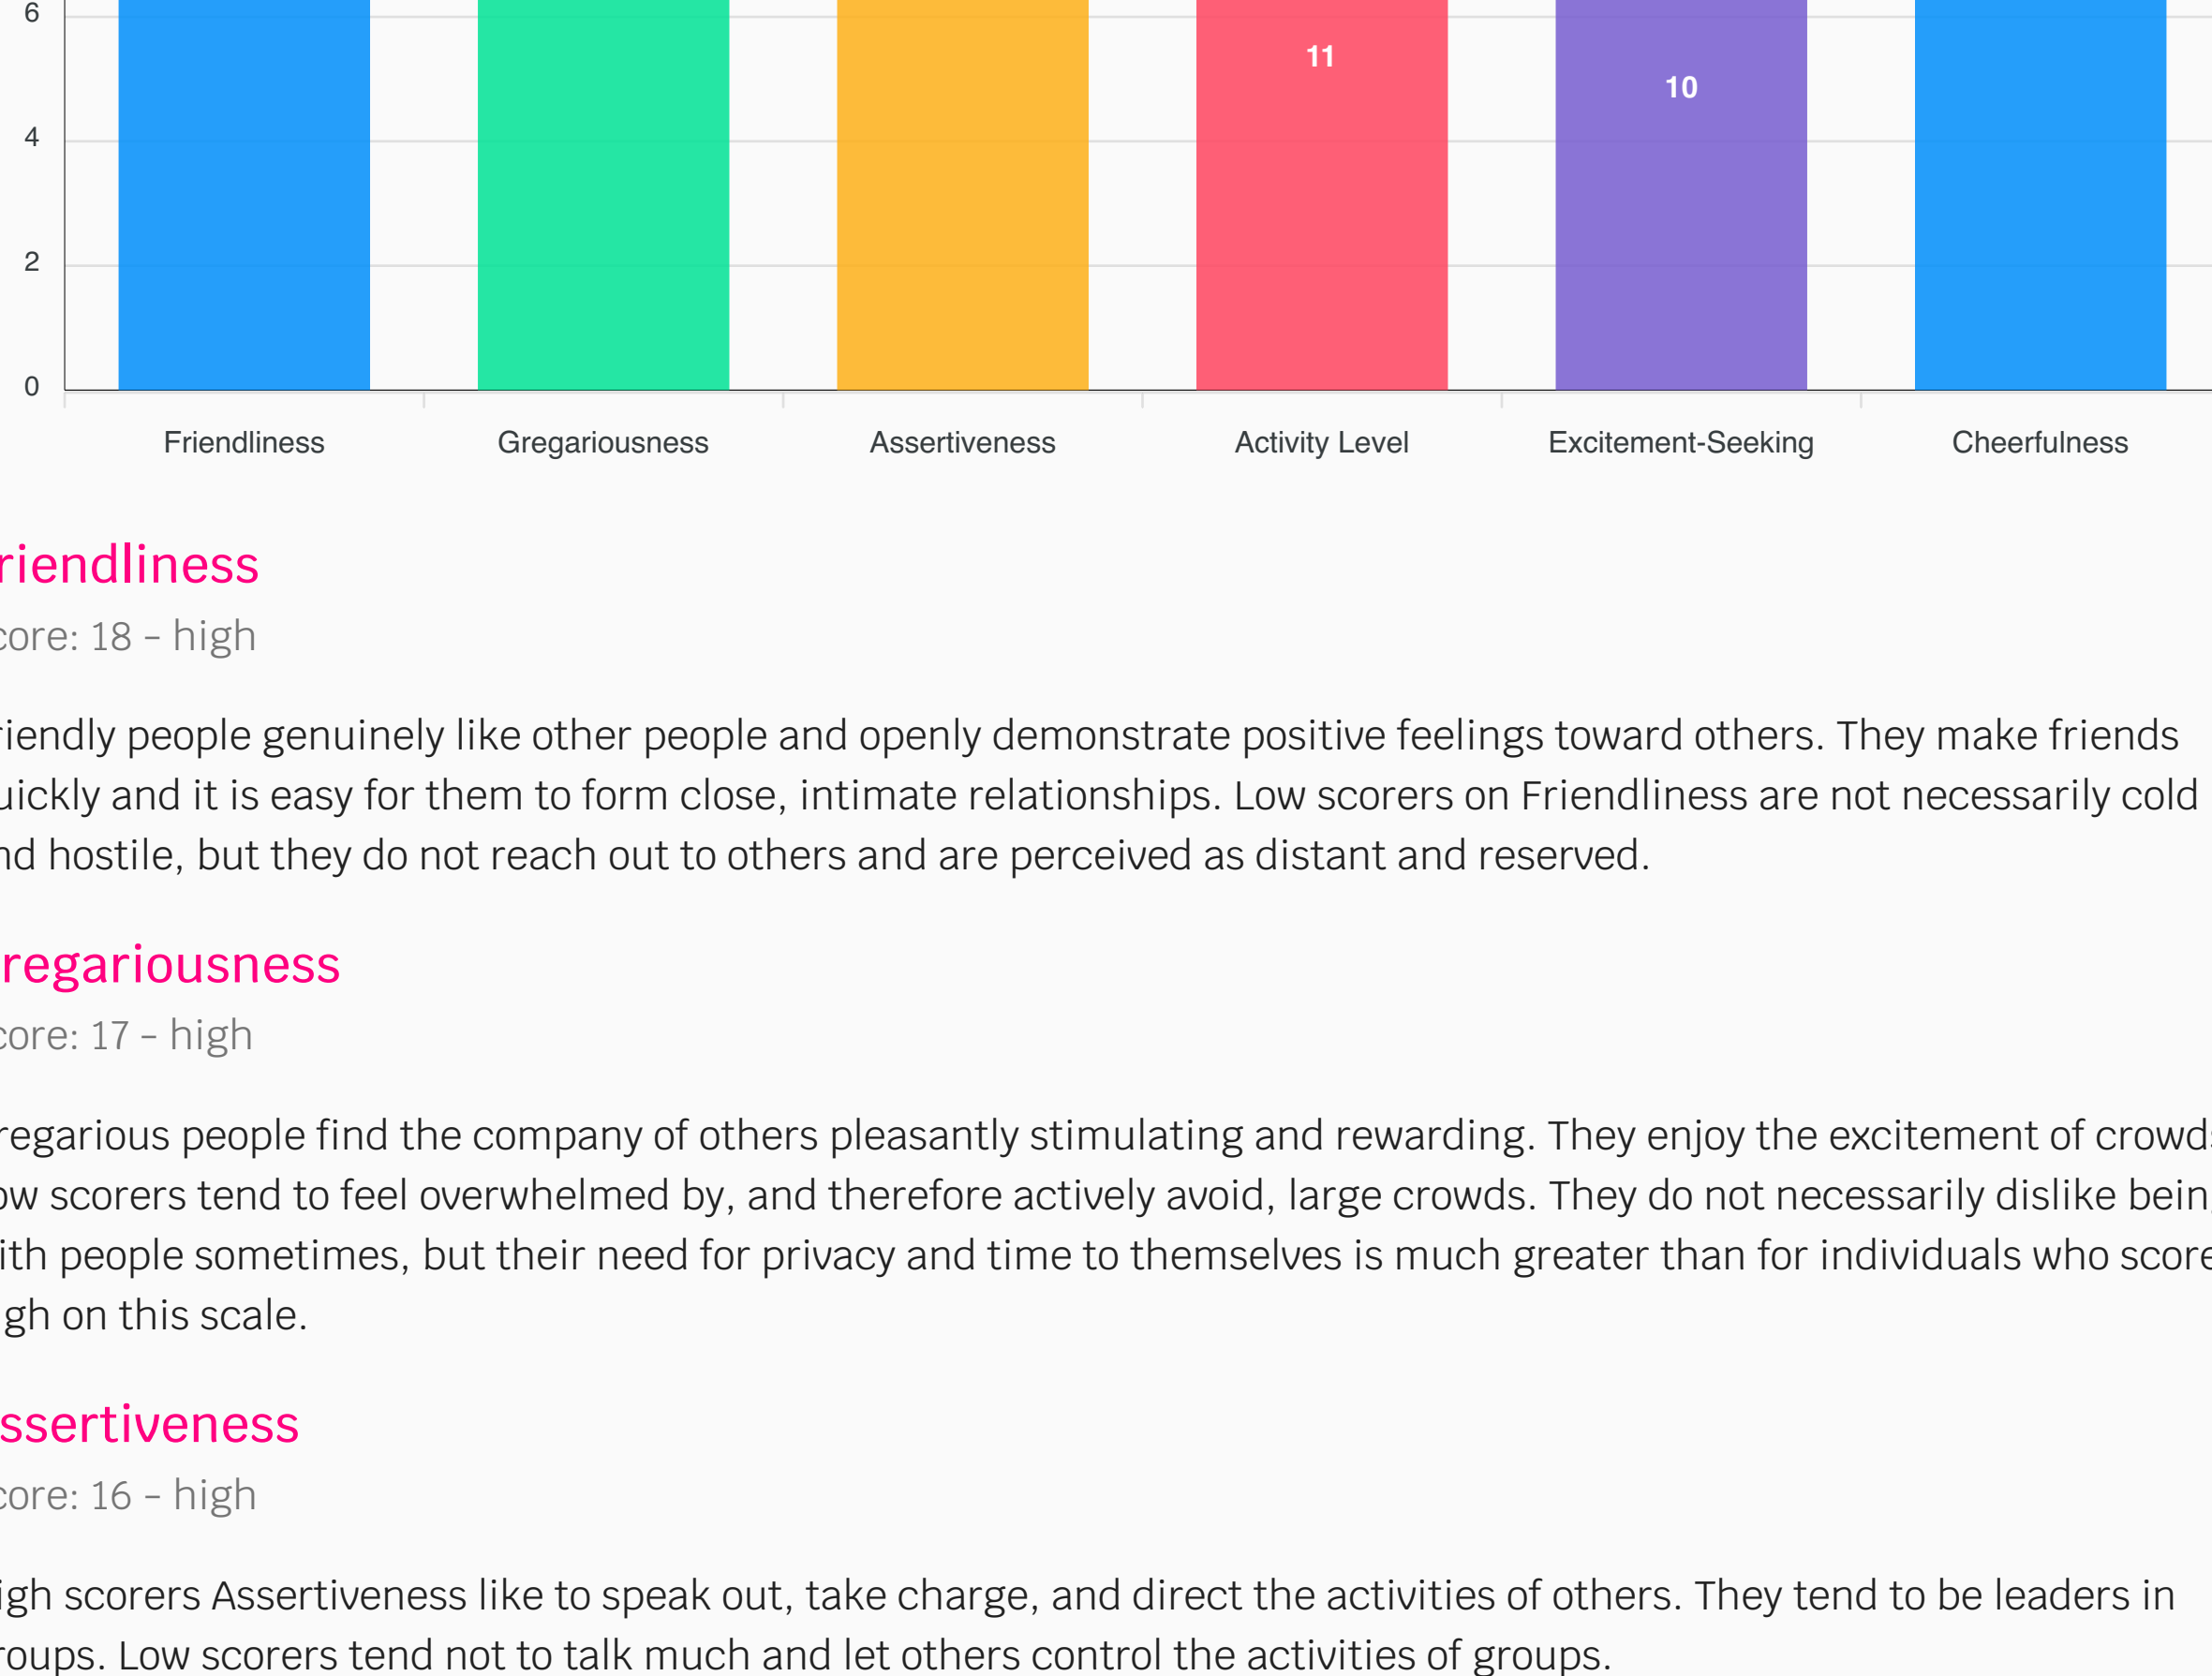 6
11
10
4
2
0
Friendliness Gregariousness Assertiveness Activity Level Excitement-Seeking Cheerfulness
riendliness
core: 18 – high
riendly people genuinely like other people and openly demonstrate positive feelings toward others. They make friends
uickly and it is easy for them to form close, intimate relationships. Low scorers on Friendliness are not necessarily cold
nd hostile, but they do not reach out to others and are perceived as distant and reserved.
regariousness
core: 17 – high
regarious people find the company of others pleasantly stimulating and rewarding. They enjoy the excitement of crowds
ow scorers tend to feel overwhelmed by, and therefore actively avoid, large crowds. They do not necessarily dislike bein
ith people sometimes, but their need for privacy and time to themselves is much greater than for individuals who score
igh on this scale.
ssertiveness
core: 16 – high
igh scorers Assertiveness like to speak out, take charge, and direct the activities of others. They tend to be leaders in
roups. Low scorers tend not to talk much and let others control the activities of groups.